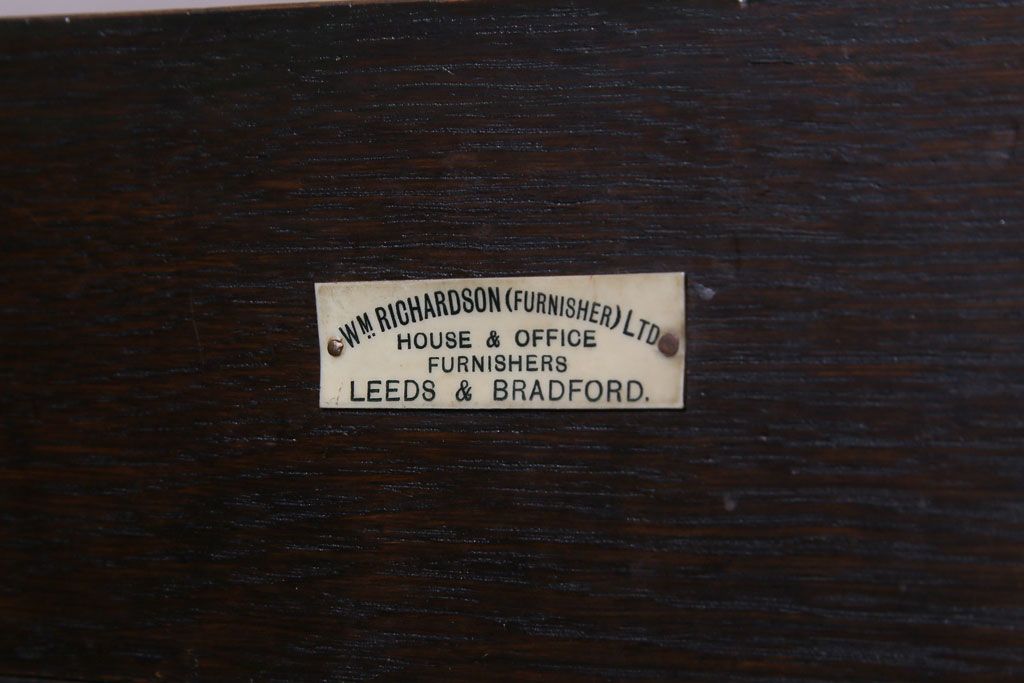 WM. RICHARDSON (FURNISHER) LTD
HOUSE & OFFICE
FURNISHERS
LEEDS & BRADFORD.